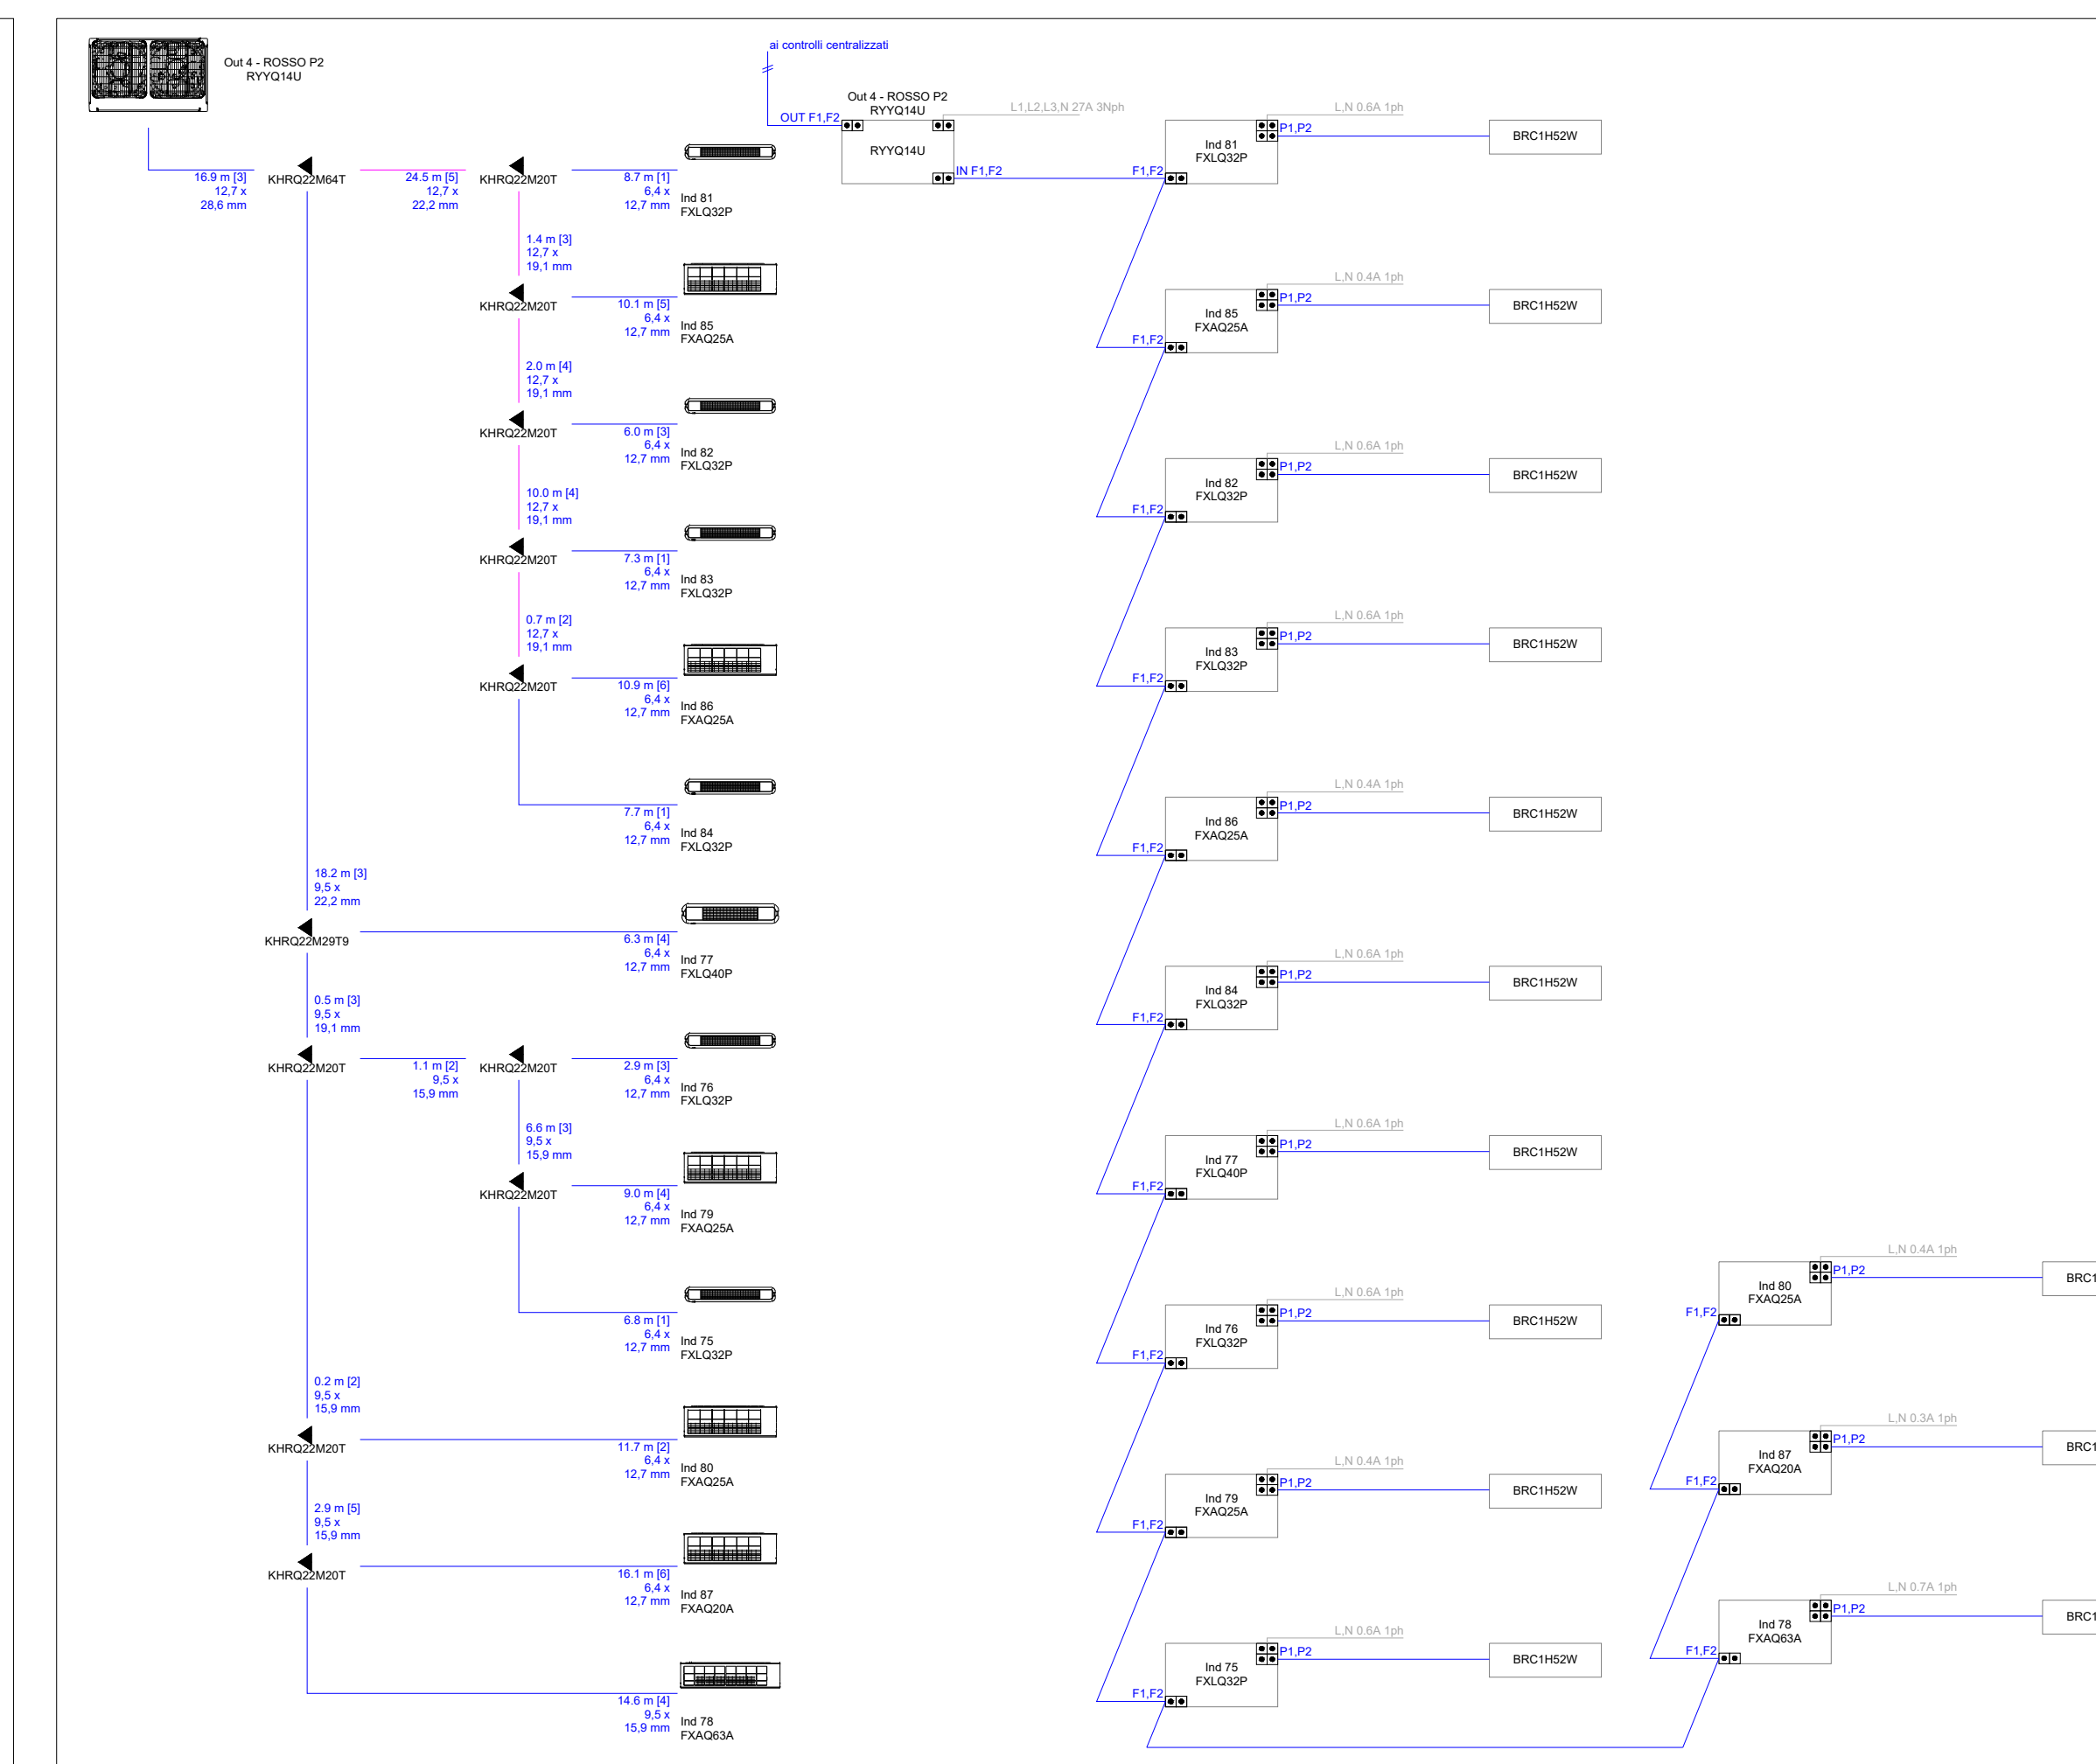 Out 4 - ROSSO P2
RYYQ14U
16.9 m [3]
12,7 x
28,6 mm
KHRQ22M64T
24.5 m [5]
12,7 x
22,2 mm
KHRQ22M20T
8.7 m [1]
6,4 x
12,7 mm
Ind 81
FXLQ32P
1.4 m [3]
12,7 x
19,1 mm
KHRQ22M20T
10.1 m [5]
6,4 x
12,7 mm
Ind 85
FXAQ25A
2.0 m [4]
12,7 x
19,1 mm
KHRQ22M20T
6.0 m [3]
6,4 x
12,7 mm
Ind 82
FXLQ32P
10.0 m [4]
12,7 x
19,1 mm
KHRQ22M20T
7.3 m [1]
6,4 x
12,7 mm
Ind 83
FXLQ32P
0.7 m [2]
12,7 x
19,1 mm
KHRQ22M20T
10.9 m [6]
6,4 x
12,7 mm
Ind 86
FXAQ25A
7.7 m [1]
6,4 x
12,7 mm
Ind 84
FXLQ32P
18.2 m [3]
9,5 x
22,2 mm
KHRQ22M29T9
6.3 m [4]
6,4 x
12,7 mm
Ind 77
FXLQ40P
0.5 m [3]
9,5 x
19,1 mm
KHRQ22M20T
1.1 m [2]
9,5 x
15,9 mm
KHRQ22M20T
2.9 m [3]
6,4 x
12,7 mm
Ind 76
FXLQ32P
6.6 m [3]
9,5 x
15,9 mm
KHRQ22M20T
9.0 m [4]
6,4 x
12,7 mm
Ind 79
FXAQ25A
6.8 m [1]
6,4 x
12,7 mm
Ind 75
FXLQ32P
0.2 m [2]
9,5 x
15,9 mm
KHRQ22M20T
11.7 m [2]
6,4 x
12,7 mm
Ind 80
FXAQ25A
2.9 m [5]
9,5 x
15,9 mm
KHRQ22M20T
16.1 m [6]
6,4 x
12,7 mm
Ind 87
FXAQ20A
14.6 m [4]
9,5 x
15,9 mm
Ind 78
FXAQ63A
ai controlli centralizzati
Out 4 - ROSSO P2
RYYQ14U
OUT F1,F2
L1,L2,L3,N 27A 3Nph
RYYQ14U
IN F1,F2
L,N 0.6A 1ph
P1,P2
BRC1H52W
Ind 81
FXLQ32P
F1,F2
L,N 0.4A 1ph
P1,P2
BRC1H52W
Ind 85
FXAQ25A
F1,F2
L,N 0.6A 1ph
P1,P2
BRC1H52W
Ind 82
FXLQ32P
F1,F2
L,N 0.6A 1ph
P1,P2
BRC1H52W
Ind 83
FXLQ32P
F1,F2
L,N 0.4A 1ph
P1,P2
BRC1H52W
Ind 86
FXAQ25A
F1,F2
L,N 0.6A 1ph
P1,P2
BRC1H52W
Ind 84
FXLQ32P
F1,F2
L,N 0.6A 1ph
P1,P2
BRC1H52W
Ind 77
FXLQ40P
F1,F2
L,N 0.6A 1ph
P1,P2
BRC1H52W
Ind 76
FXLQ32P
F1,F2
L,N 0.4A 1ph
P1,P2
BRC1H52W
Ind 79
FXAQ25A
F1,F2
L,N 0.6A 1ph
P1,P2
BRC1H52W
Ind 75
FXLQ32P
F1,F2
L,N 0.4A 1ph
P1,P2
BRC1
Ind 80
FXAQ25A
F1,F2
L,N 0.3A 1ph
P1,P2
BRC1
Ind 87
FXAQ20A
F1,F2
L,N 0.7A 1ph
P1,P2
BRC1
Ind 78
FXAQ63A
F1,F2